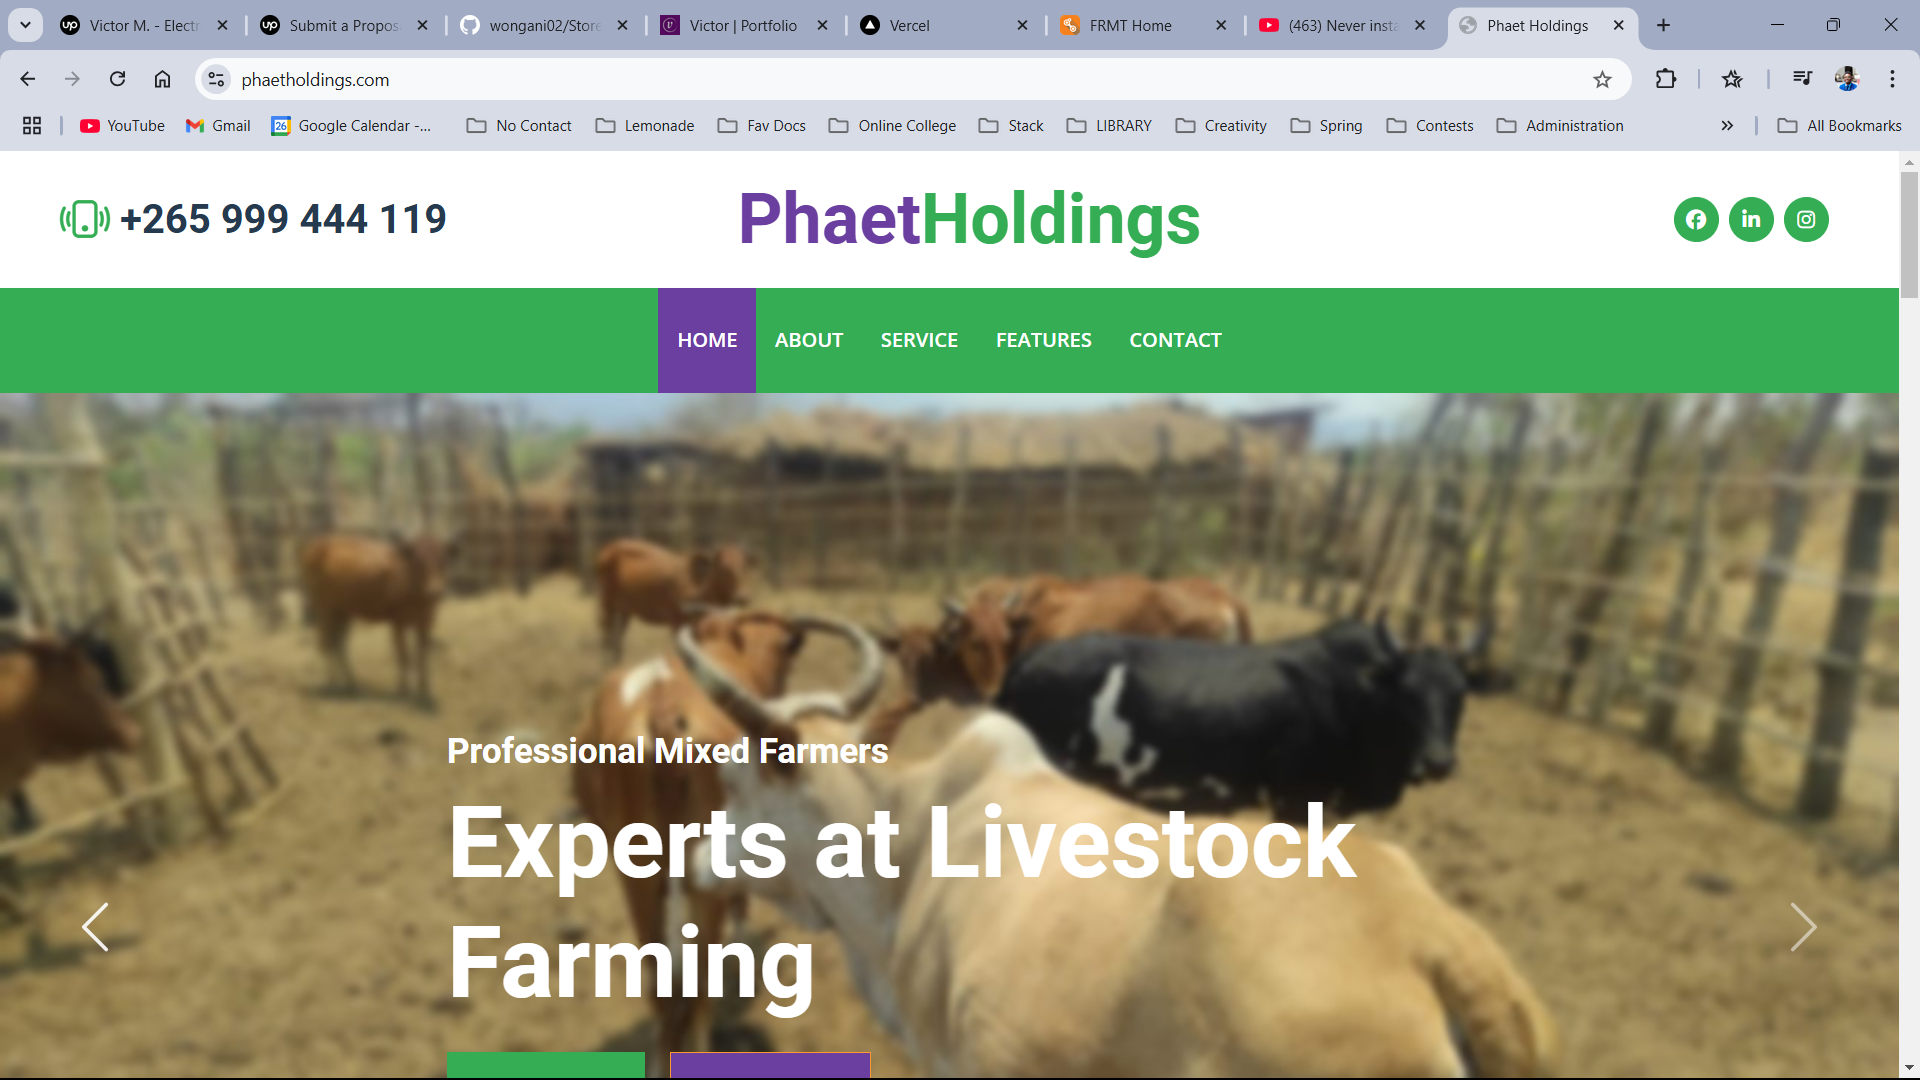 Victor M. - Electr
Submit a Propos
wongani02/Store
Victor | Portfolio
Vercel
FRMT Home
(463) Never insta
Phaet Holdings
phaetholdings.com
YouTube
Gmail
26
Google Calendar -...
No Contact
Lemonade
Fav Docs
Online College
Stack
LIBRARY
Creativity
Spring
Contests
Administration
All Bookmarks
+265 999 444 119
PhaetHoldings
HOME ABOUT SERVICE FEATURES CONTACT
Professional Mixed Farmers
Experts at Livestock
Farming